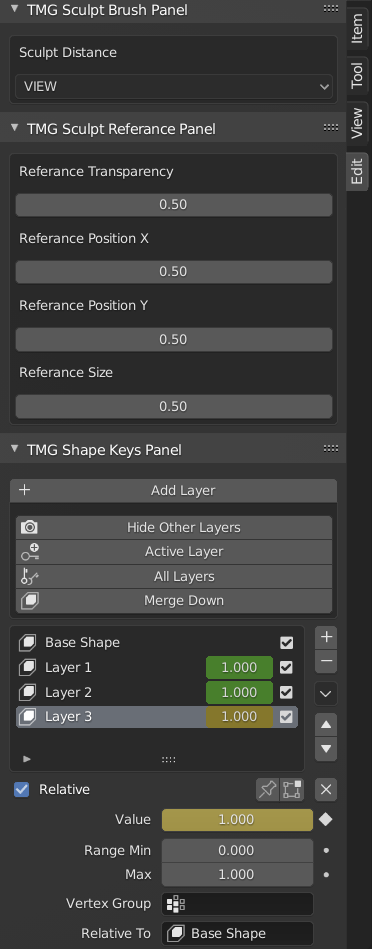 TMG Sculpt Brush Panel
Sculpt Distance
VIEW
TMG Sculpt Referance Panel
Referance Transparency
0.50
Referance Position X
0.50
Referance Position Y
0.50
Referance Size
0.50
TMG Shape Keys Panel
Add Layer
Hide Other Layers
Active Layer
All Layers
Merge Down
Base Shape
Layer 1 1.000
Layer 2 1.000
Layer 3 1.000
Relative
Value 1.000
Range Min 0.000
Max 1.000
Vertex Group
Relative To Base Shape
Item
Tool
View
Edit